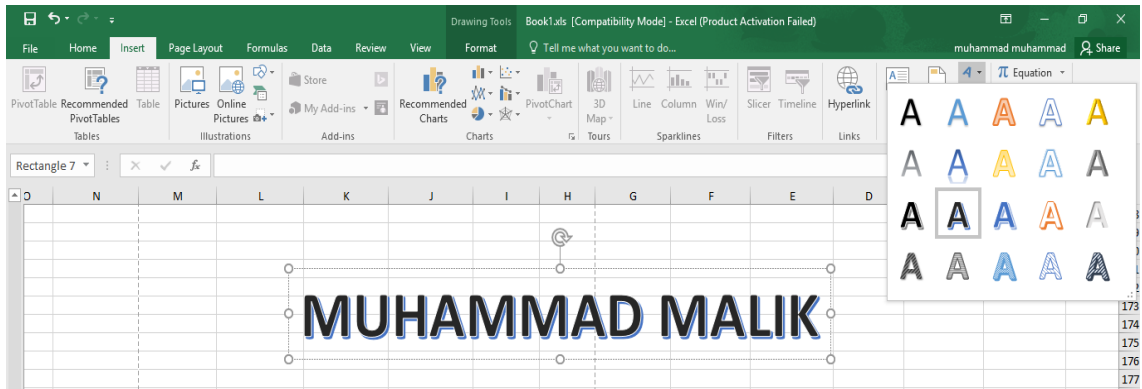 Drawing Tools Book1.xls [Compatibility Mode] - Excel (Product Activation Failed)
File Home Insert Page Layout Formulas Data Review View Format Tell me what you want to do... muhammad muhammad Share
PivotTable Recommended PivotTables Table Pictures Online Pictures Store My Add-ins Recommended Charts PivotChart 3D Map Line Column Win/Loss Slicer Timeline Hyperlink Equation
Tables Illustrations Add-ins Charts Tours Sparklines Filters Links
Rectangle 7 fx
O N M L K J I H G F E D
A A A A A
A A A A A
A A A A A
A A A A A
MUHAMMAD MALIK
173
174
175
176
177